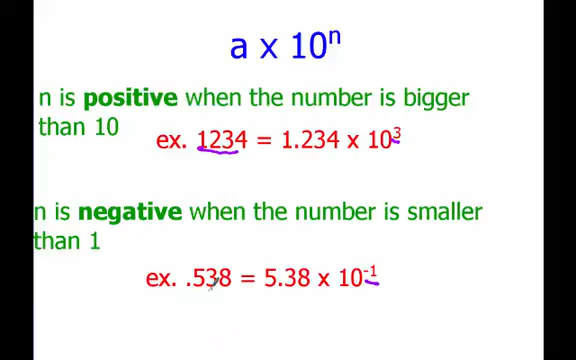 a x 10ⁿ
n is positive when the number is bigger
than 10
ex. 1234 = 1.234 x 10³
n is negative when the number is smaller
than 1
ex. .538 = 5.38 x 10⁻¹